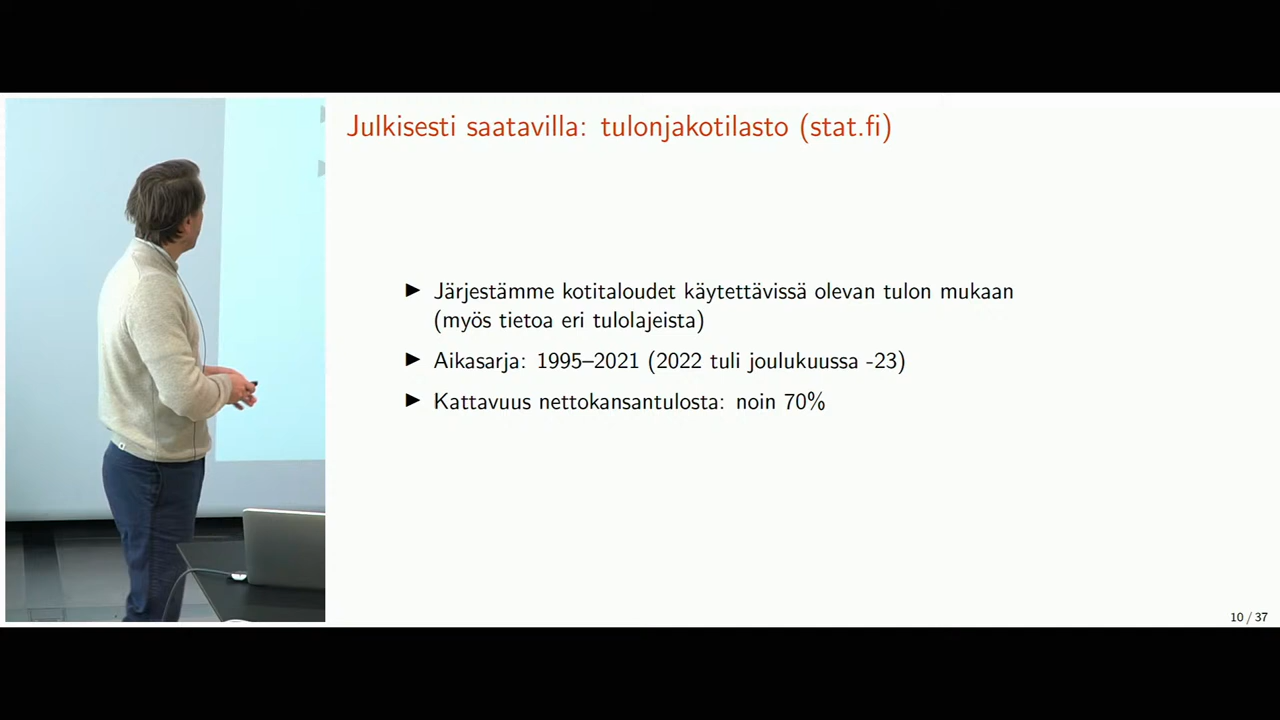 Julkisesti saatavilla: tulonjakotilasto (stat.fi)
▶ Järjestämme kotitaloudet käytettävissä olevan tulon mukaan
(myös tietoa eri tulolajeista)
▶ Aikasarja: 1995–2021 (2022 tuli joulukuussa -23)
▶ Kattavuus nettokansantulosta: noin 70%
10 / 37